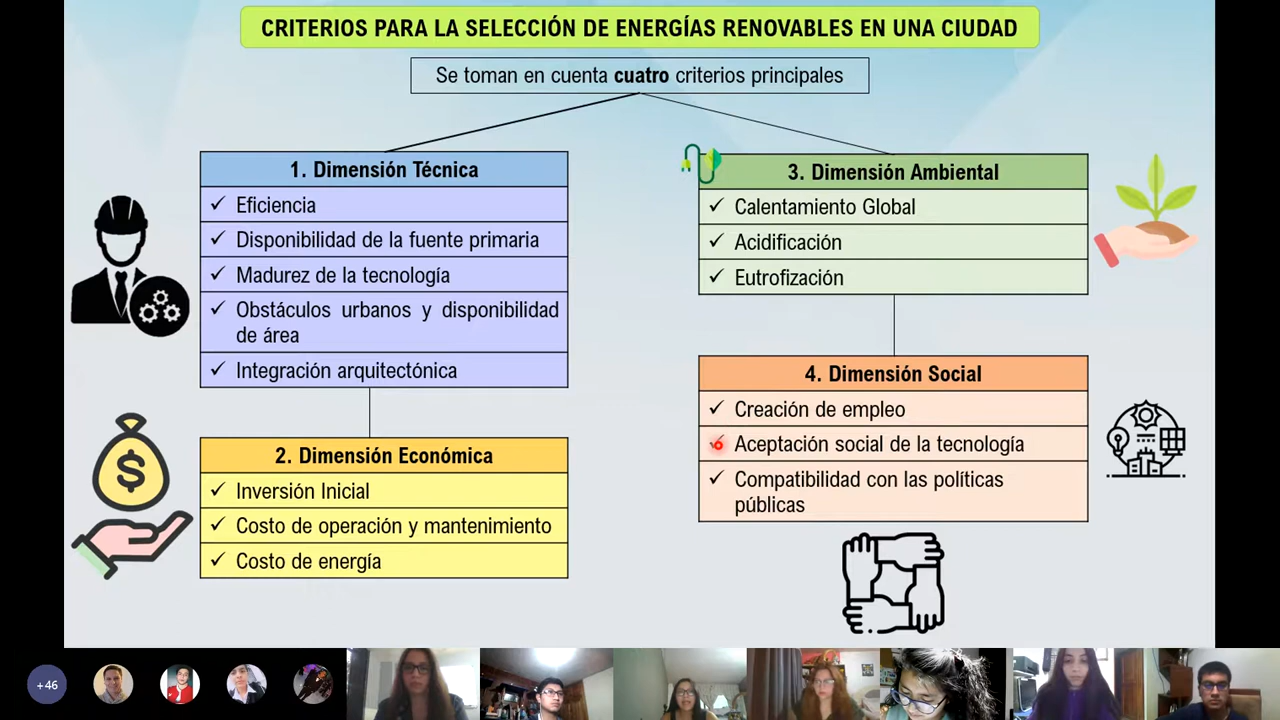 CRITERIOS PARA LA SELECCIÓN DE ENERGÍAS RENOVABLES EN UNA CIUDAD
Se toman en cuenta cuatro criterios principales
1. Dimensión Técnica
✓ Eficiencia
✓ Disponibilidad de la fuente primaria
✓ Madurez de la tecnología
✓ Obstáculos urbanos y disponibilidad
de área
✓ Integración arquitectónica
2. Dimensión Económica
✓ Inversión Inicial
✓ Costo de operación y mantenimiento
✓ Costo de energía
3. Dimensión Ambiental
✓ Calentamiento Global
✓ Acidificación
✓ Eutrofización
4. Dimensión Social
✓ Creación de empleo
✓ Aceptación social de la tecnología
✓ Compatibilidad con las políticas
públicas
$
+46